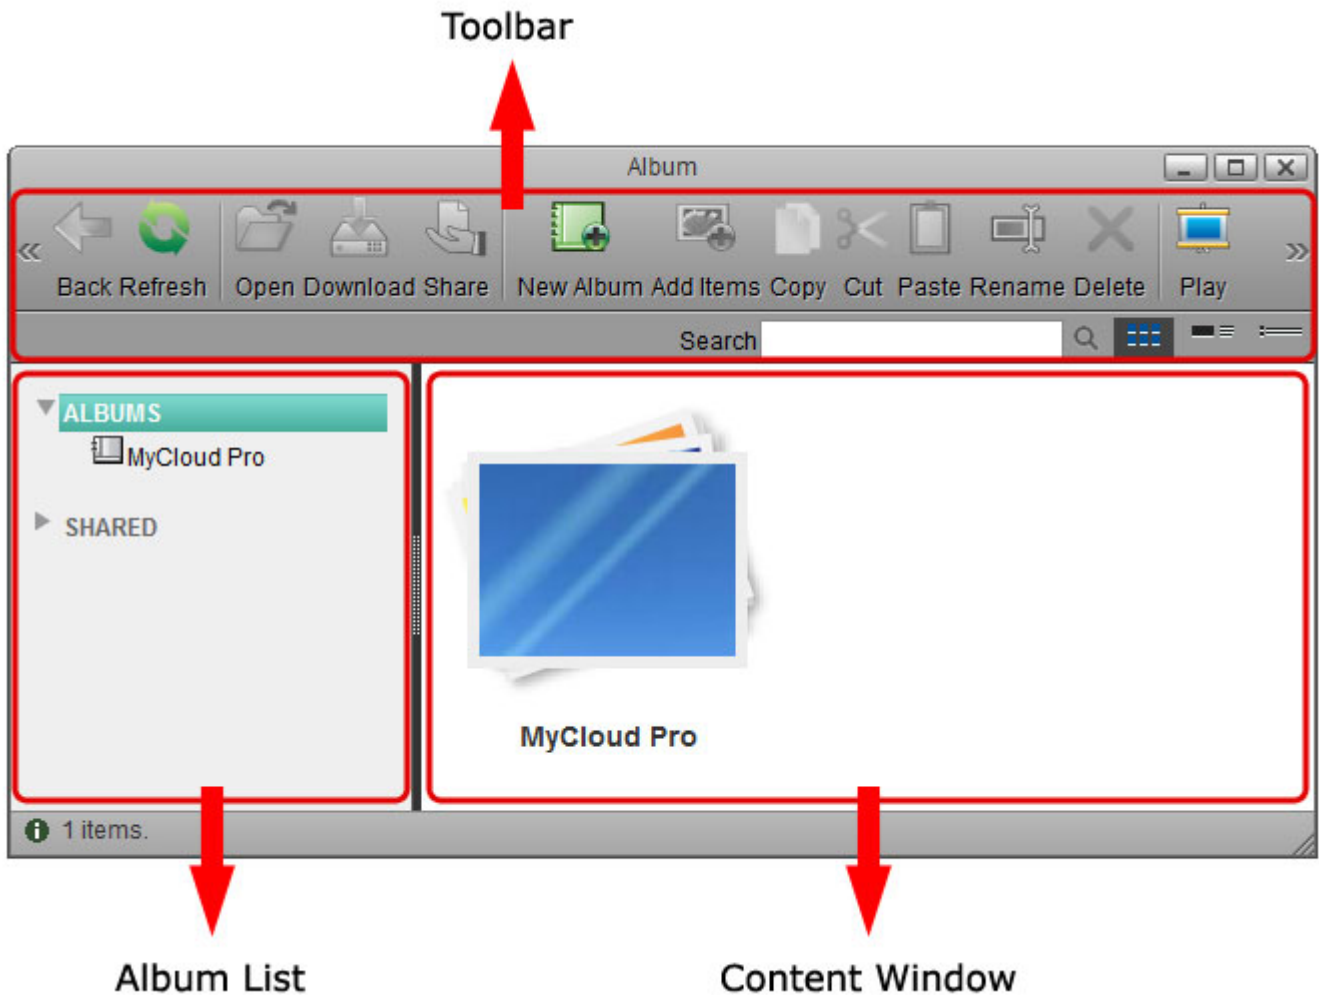 Toolbar
Album
Back Refresh Open Download Share New Album Add Items Copy Cut Paste Rename Delete Play
Search
ALBUMS
MyCloud Pro
SHARED
MyCloud Pro
1 items.
Album List Content Window